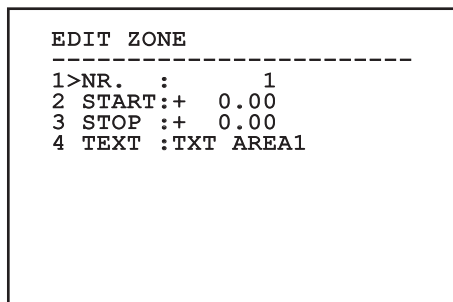 EDIT ZONE
------------------------
1>NR.  :      1
2 START:+  0.00
3 STOP :+  0.00
4 TEXT :TXT AREA1